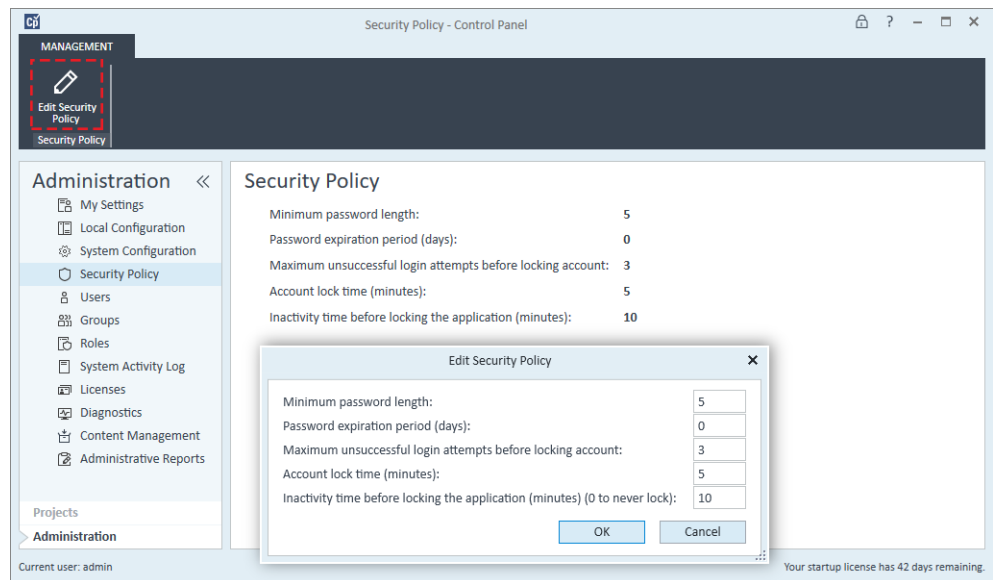 Cp
Security Policy - Control Panel
?
MANAGEMENT
Edit Security
Policy
Security Policy
Administration
My Settings
Local Configuration
System Configuration
Security Policy
Users
Groups
Roles
System Activity Log
Licenses
Diagnostics
Content Management
Administrative Reports
Projects
Administration
Security Policy
Minimum password length: 5
Password expiration period (days): 0
Maximum unsuccessful login attempts before locking account: 3
Account lock time (minutes): 5
Inactivity time before locking the application (minutes): 10
Edit Security Policy
Minimum password length: 5
Password expiration period (days): 0
Maximum unsuccessful login attempts before locking account: 3
Account lock time (minutes): 5
Inactivity time before locking the application (minutes) (0 to never lock): 10
OK Cancel
Current user: admin
Your startup license has 42 days remaining.